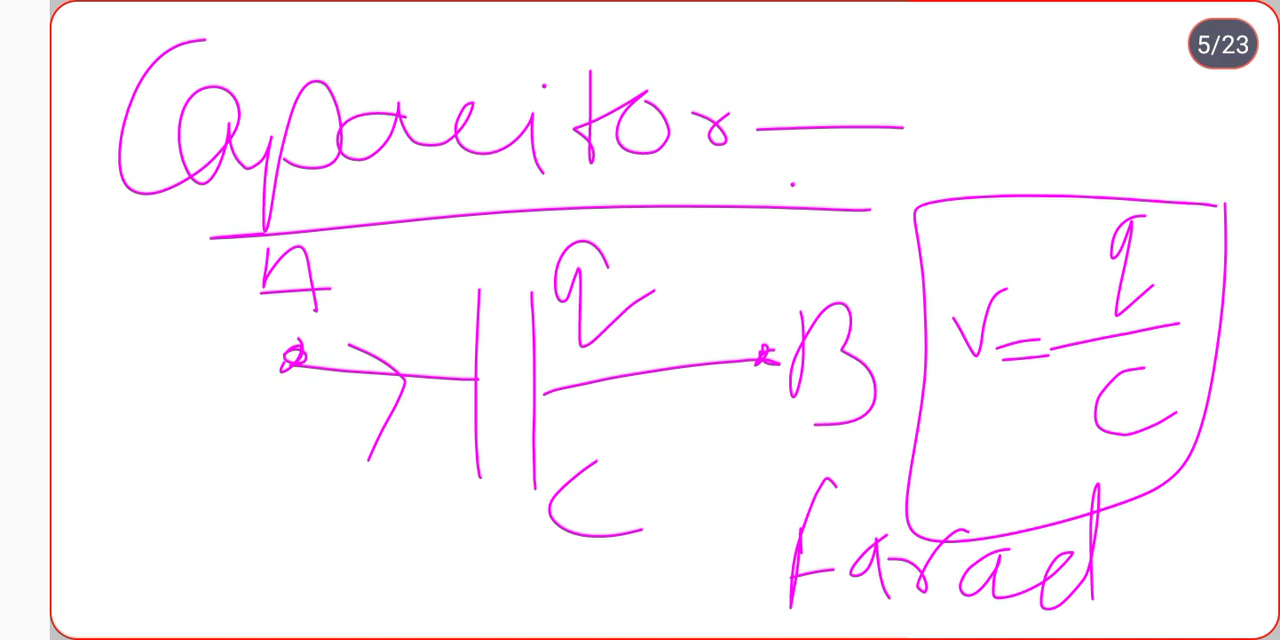 5/23
Capacitor —
A
q
B
C
V = q/C
Farad